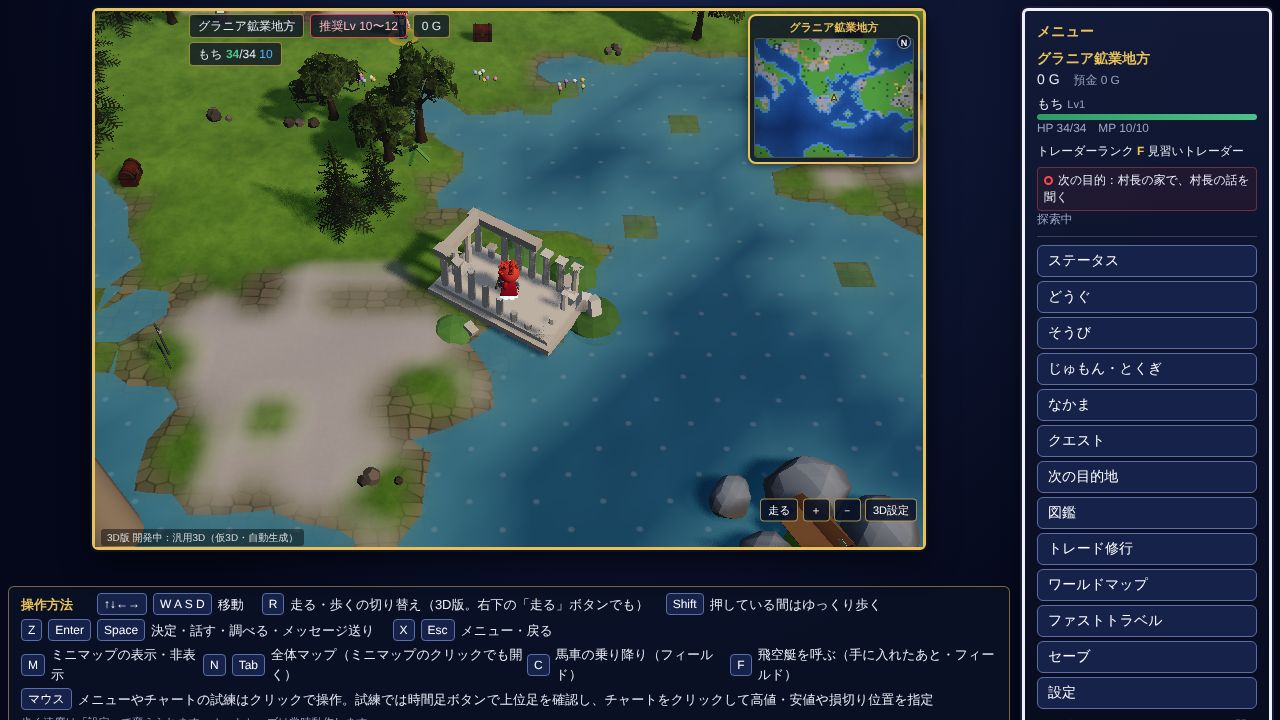 グラニア鉱業地方
推奨Lv 10〜12
0 G
もち 34/34 10
グラニア鉱業地方
N
走る
+
−
3D設定
3D版 開発中：汎用3D（仮3D・自動生成）
メニュー
グラニア鉱業地方
0 G 預金 0 G
もち Lv1
HP 34/34 MP 10/10
トレーダーランク F 見習いトレーダー
次の目的：村長の家で、村長の話を
聞く
探索中
ステータス
どうぐ
そうび
じゅもん・とくぎ
なかま
クエスト
次の目的地
図鑑
トレード修行
ワールドマップ
ファストトラベル
セーブ
設定
操作方法 ↑↓←→ W A S D 移動 R 走る・歩くの切り替え（3D版。右下の「走る」ボタンでも） Shift 押している間はゆっくり歩く
Z Enter Space 決定・話す・調べる・メッセージ送り X Esc メニュー・戻る
M ミニマップの表示・非表示 N Tab 全体マップ（ミニマップのクリックでも開く） C 馬車の乗り降り（フィールド） F 飛空艇を呼ぶ（手に入れたあと・フィールド）
マウス メニューやチャートの試練はクリックで操作。試練では時間足ボタンで上位足を確認し、チャートをクリックして高値・安値や損切り位置を指定